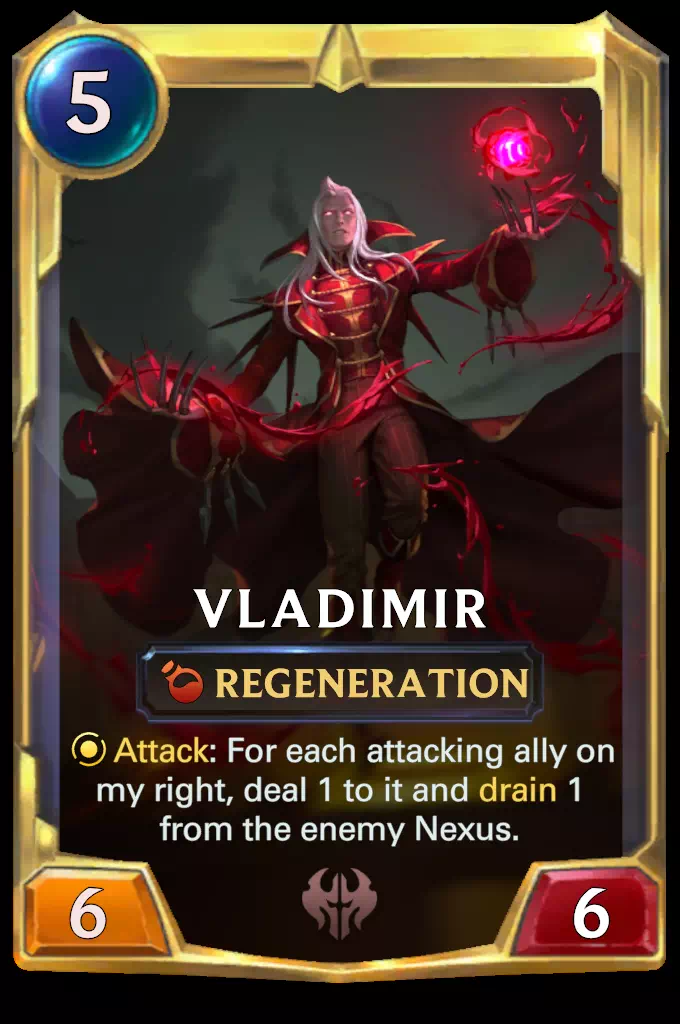 5
VLADIMIR
REGENERATION
Attack: For each attacking ally on
my right, deal 1 to it and drain 1
from the enemy Nexus.
6 6